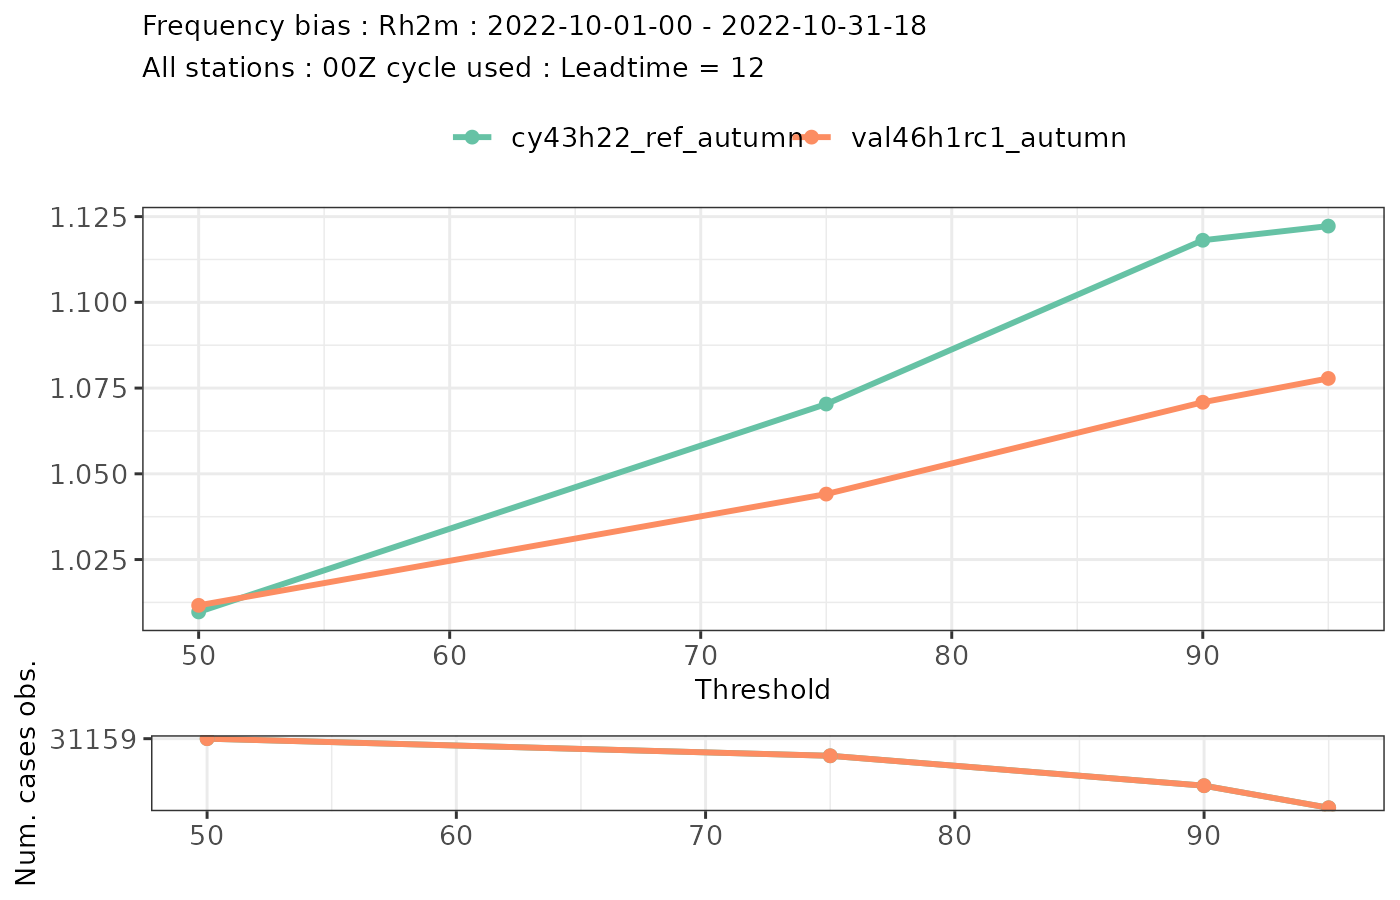 Frequency bias : Rh2m : 2022-10-01-00 - 2022-10-31-18
All stations : 00Z cycle used : Leadtime = 12
cy43h22_ref_autumn val46h1rc1_autumn
1.125
1.100
1.075
1.050
1.025
50 60 70 80 90
Threshold
Num. cases obs.
31159
50 60 70 80 90